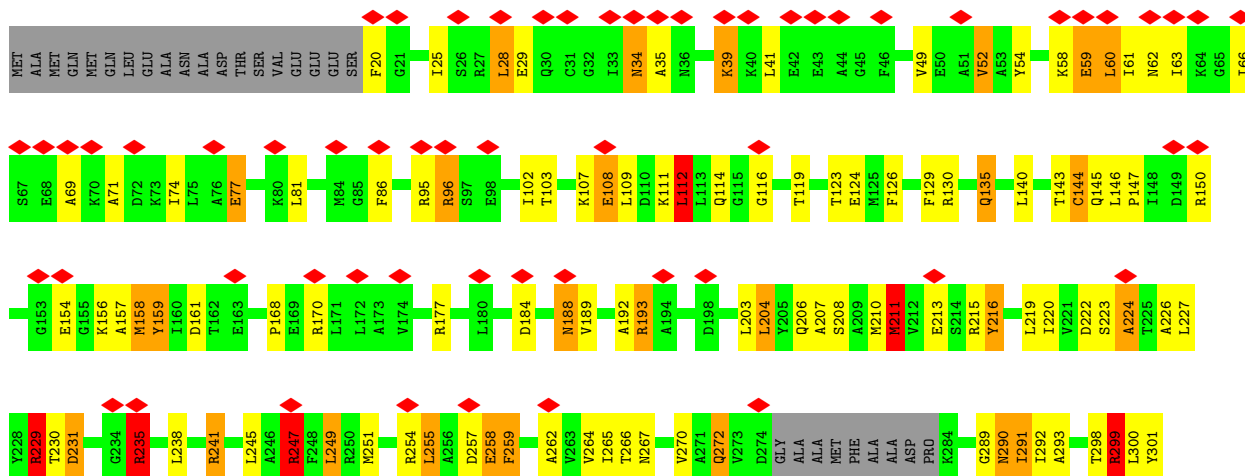 MET ALA MET GLN MET GLN LEU GLU ALA ASN ALA ASP THR SER VAL GLU GLU GLU SER F20 G21 I25 S26 R27 L28 E29 Q30 C31 G32 I33 N34 A35 N36 K39 K40 L41 E42 E43 A44 G45 F46 V49 E50 A51 V52 A53 Y54 K58 E59 L60 I61 N62 I63 K64 G65 I66
S67 E68 A69 K70 A71 D72 K73 I74 L75 A76 E77 K80 L81 M84 G85 F86 R95 R96 S97 E98 I102 T103 K107 E108 L109 D110 K111 L112 L113 Q114 G115 G116 T119 T123 E124 M125 F126 F129 R130 Q135 L140 T143 C144 Q145 L146 P147 I148 D149 R150
G153 E154 G155 K156 A157 M158 Y159 I160 D161 T162 E163 P168 E169 R170 L171 L172 A173 V174 R177 L180 D184 N188 V189 A192 R193 A194 D198 L203 L204 Y205 Q206 A207 S208 A209 M210 M211 V212 E213 S214 R215 Y216 L219 I220 V221 D222 S223 A224 T225 A226 L227
Y228 R229 T230 D231 G234 R235 L238 R241 L245 A246 R247 F248 L249 R250 M251 R254 L255 A256 D257 E258 F259 A262 V263 V264 I265 T266 N267 V270 A271 Q272 V273 D274 GLY ALA ALA MET PHE ALA ALA ASP PRO K284 G289 N290 I291 I292 A293 T298 R299 L300 Y301